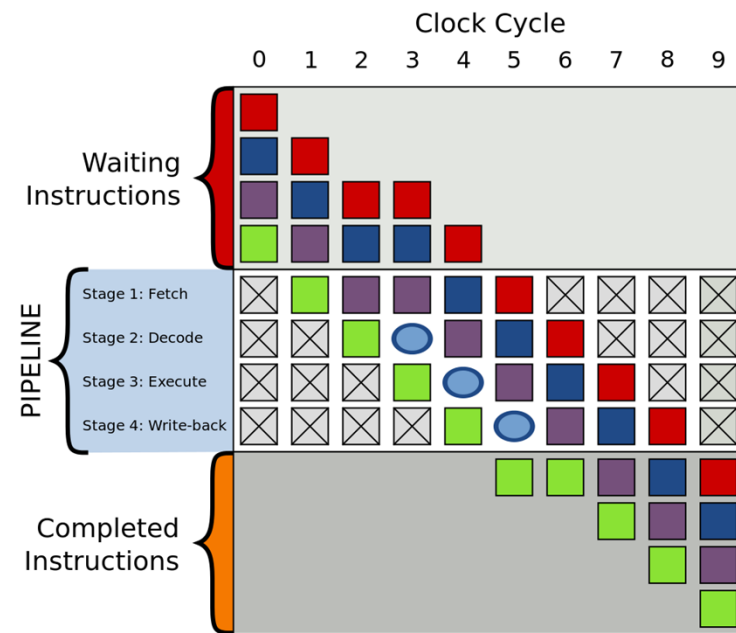 Clock Cycle
0 1 2 3 4 5 6 7 8 9
Waiting
Instructions
PIPELINE
Stage 1: Fetch
Stage 2: Decode
Stage 3: Execute
Stage 4: Write-back
Completed
Instructions